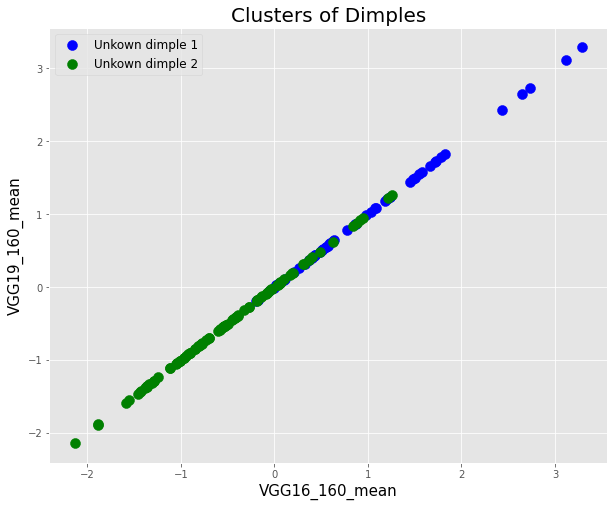 Clusters of Dimples
Unkown dimple 1
Unkown dimple 2
3
2
1
0
−1
−2
VGG19_160_mean
−2
−1
0
1
2
3
VGG16_160_mean